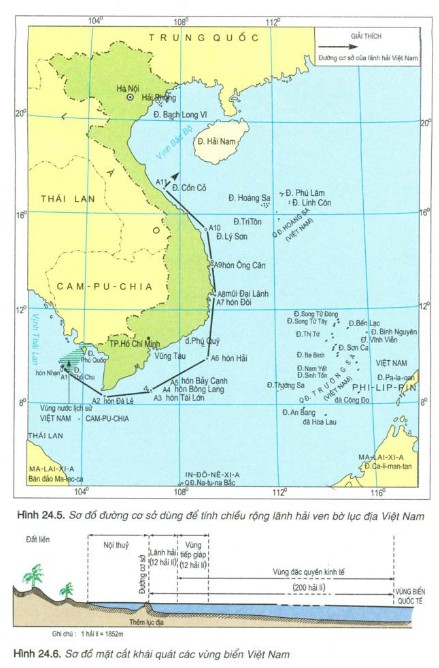 TRUNG QUỐC
GIẢI THÍCH
Đường cơ sở của lãnh hải Việt Nam
Hà Nội
Hải Phòng
Đ. Bạch Long Vĩ
Vịnh Bắc Bộ
Đ. Hải Nam
LÀO
THÁI LAN
A11
Đ. Cồn Cỏ
Đ. Hoàng Sa
Đ. Phú Lâm
Đ. Linh Côn
Đ. Tri Tôn
QĐ. HOÀNG SA
(VIỆT NAM)
A10
Đ. Lý Sơn
A9 hòn Ông Căn
CAM-PU-CHIA
A8 mũi Đại Lãnh
A7 hòn Đôi
TP. Hồ Chí Minh
đ. Phú Quý
Vũng Tàu
A6 hòn Hải
Vịnh Thái Lan
Đ. Phú Quốc
hòn Nhạn
A1
A5 hòn Bảy Cạnh
A4 hòn Bông Lang
A3 hòn Tài Lớn
A2 hòn Đá Lẻ
Vùng nước lịch sử
VIỆT NAM - CAM-PU-CHIA
Đ. Song Tử Đông
Đ. Song Tử Tây
Đ. Bến Lạc
Đ. Bình Nguyên
Đ. Vĩnh Viễn
Đ. Thị Tứ
Đ. Sơn Ca
Đ. Ba Bình
Đ. Nam Yết
Đ. Sinh Tồn
Đ. Trường Sa
QĐ. TRƯỜNG SA
(VIỆT NAM)
VIỆT NAM
Đ. Pa-la-oan
PHI-LIP-PIN
đá Công Đo
Đ. An Bang
đá Hoa Lau
THÁI LAN
MA-LAI-XI-A
Bán đảo Ma-lac-ca
IN-ĐÔ-NÊ-XI-A
QĐ. Na-tu-na Bắc
MA-LAI-XI-A
Đ. Ca-li-man-tan
104° 108° 112° 116°
20° 20°
16° 16°
12° 12°
8° 8°
104° 108° 112° 116°
Hình 24.5. Sơ đồ đường cơ sở dùng để tính chiều rộng lãnh hải ven bờ lục địa Việt Nam
Đất liền
Nội thuỷ
Đường cơ sở
Lãnh hải
(12 hải lí)
Vùng
tiếp giáp
(12 hải lí)
Vùng đặc quyền kinh tế
(200 hải lí)
VÙNG BIỂN
QUỐC TẾ
Thềm lục địa
Ghi chú : 1 hải lí = 1852m
Hình 24.6. Sơ đồ mặt cắt khái quát các vùng biển Việt Nam